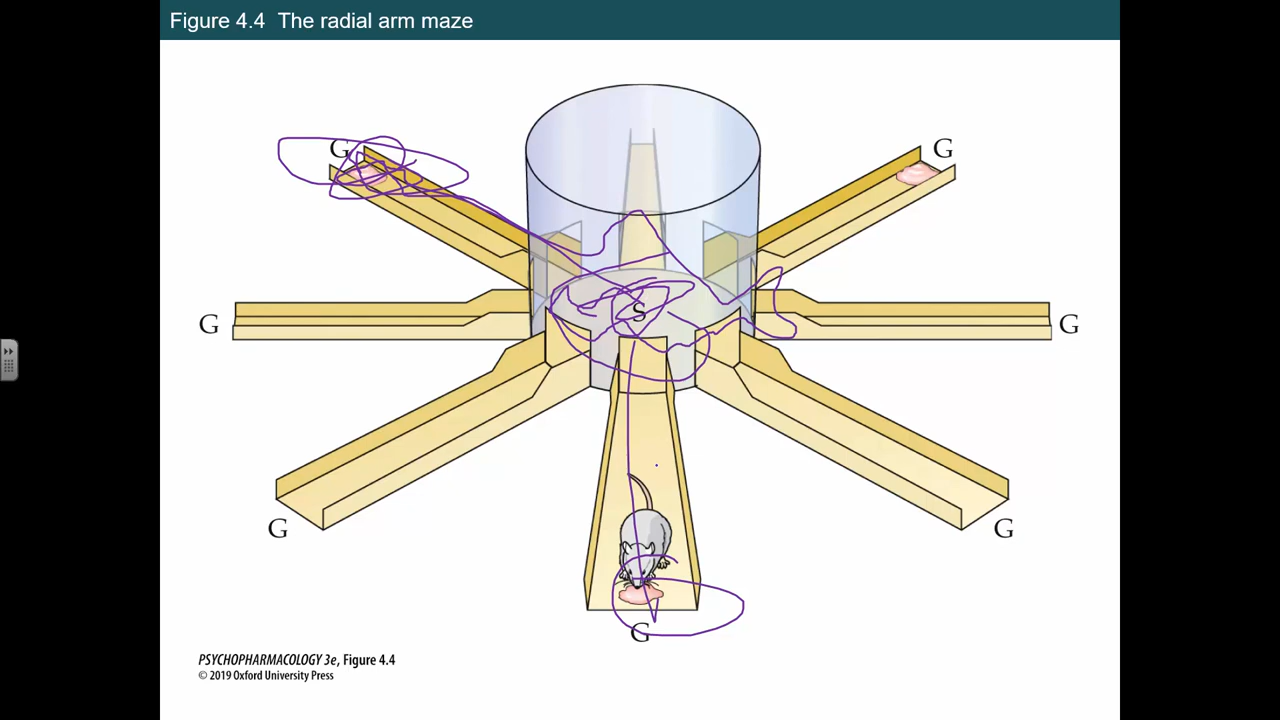 Figure 4.4 The radial arm maze
G
G
S
G
G
G
G
G
PSYCHOPHARMACOLOGY 3e, Figure 4.4
© 2019 Oxford University Press